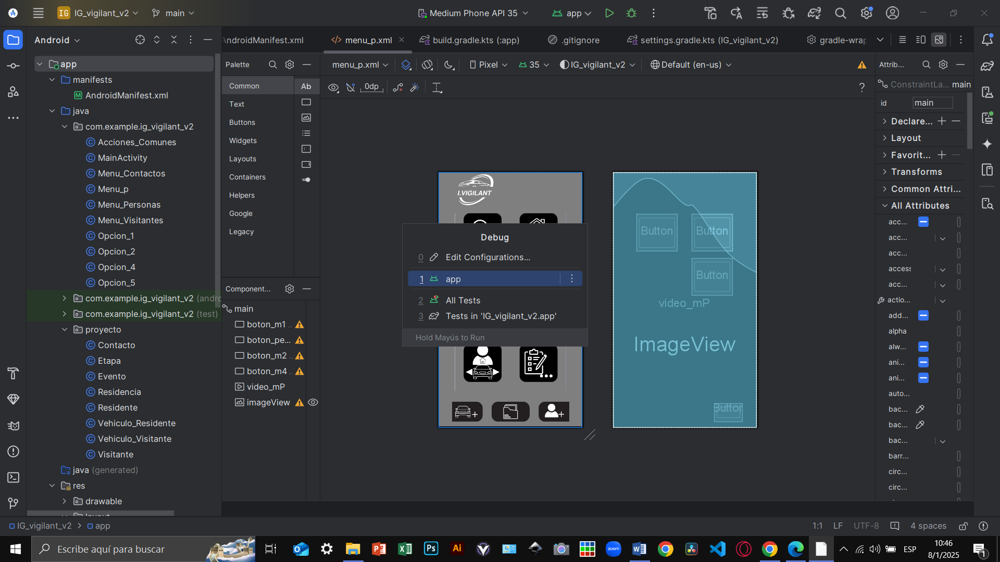 IG
IG_vigilant_v2
main
Medium Phone API 35
app
Android
AndroidManifest.xml
menu_p.xml
build.gradle.kts (:app)
.gitignore
settings.gradle.kts (IG_vigilant_v2)
gradle-wrap
app
manifests
AndroidManifest.xml
java
com.example.ig_vigilant_v2
Acciones_Comunes
MainActivity
Menu_Contactos
Menu_p
Menu_Personas
Menu_Visitantes
Opcion_1
Opcion_2
Opcion_4
Opcion_5
com.example.ig_vigilant_v2 (andro
com.example.ig_vigilant_v2 (test)
proyecto
Contacto
Etapa
Evento
Residencia
Residente
Vehiculo_Residente
Vehiculo_Visitante
Visitante
java (generated)
res
drawable
layout
Palette
Common
Text
Buttons
Widgets
Layouts
Containers
Helpers
Google
Legacy
Ab
Component...
main
boton_m1 ..
boton_pe...
boton_m2 ..
boton_m4 ..
video_mP
imageView
menu_p.xml
Pixel
35
IG_vigilant_v2
Default (en-us)
0dp
?
I.VIGILANT
Debug
0 Edit Configurations...
1 app
2 All Tests
3 Tests in 'IG_vigilant_v2.app'
Hold Mayús to Run
Button
Button
Button
video_mP
ImageView
Button
Attrib...
ConstraintLa... main
id main
Declare...
Layout
Favorit...
Transforms
Common Attri...
All Attributes
acc...
acc...
acc...
access
acc...
actio...
add...
alpha
alw...
ani...
ani...
auto...
bac...
bac...
bac...
barr...
circ...
circ...
IG_vigilant_v2 > app
1:1
LF
UTF-8
4 spaces
Escribe aquí para buscar
Ps
Ai
zoom
ESP
10:46
8/1/2025
1